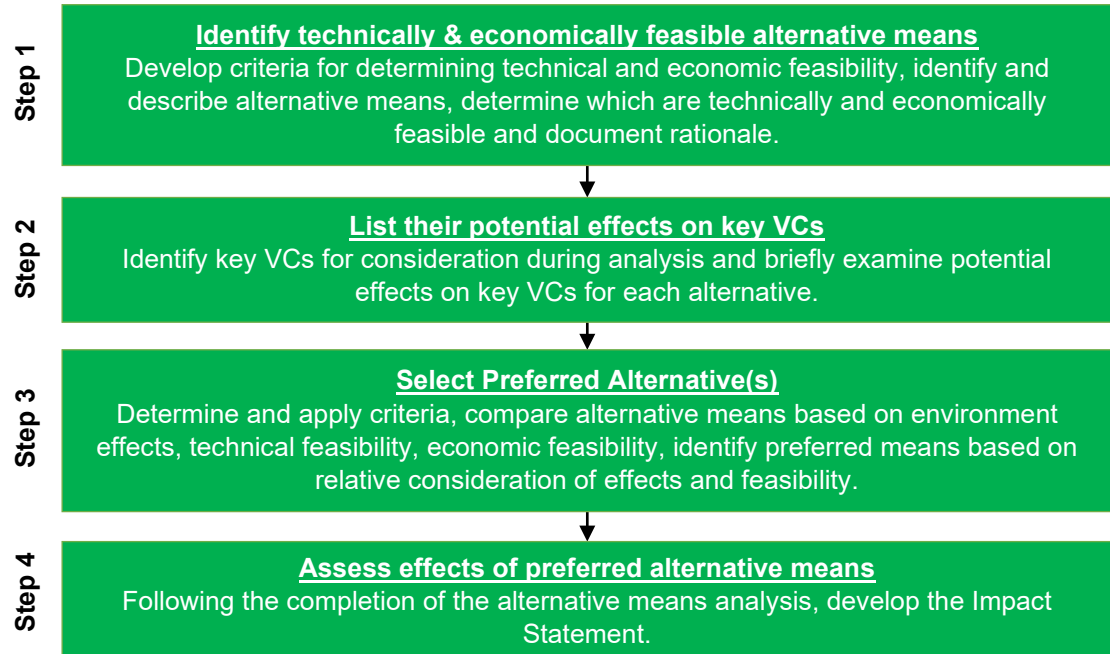 Step 1
Identify technically & economically feasible alternative means
Develop criteria for determining technical and economic feasibility, identify and
describe alternative means, determine which are technically and economically
feasible and document rationale.
Step 2
List their potential effects on key VCs
Identify key VCs for consideration during analysis and briefly examine potential
effects on key VCs for each alternative.
Step 3
Select Preferred Alternative(s)
Determine and apply criteria, compare alternative means based on environment
effects, technical feasibility, economic feasibility, identify preferred means based on
relative consideration of effects and feasibility.
Step 4
Assess effects of preferred alternative means
Following the completion of the alternative means analysis, develop the Impact
Statement.